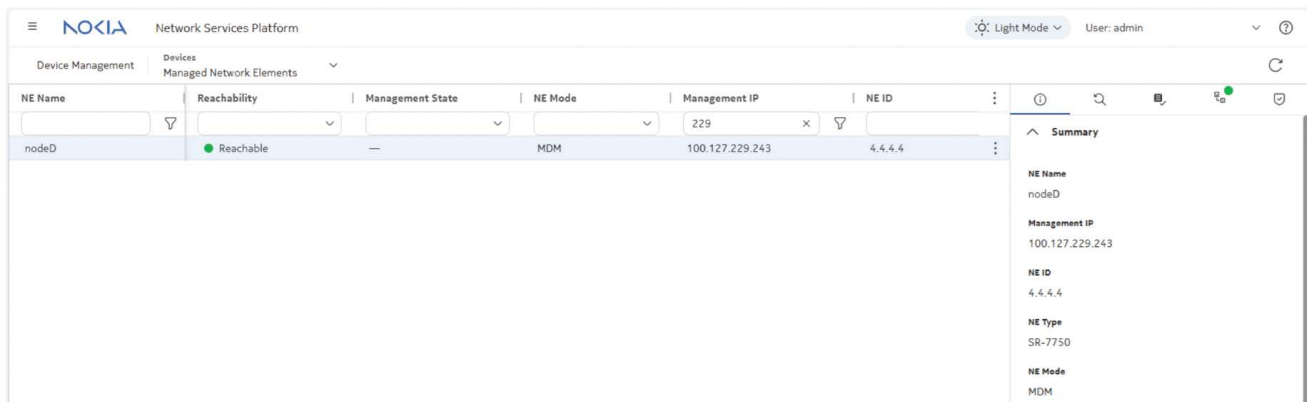 NOKIA Network Services Platform Light Mode User: admin
Device Management Devices
Managed Network Elements
NE Name Reachability Management State NE Mode Management IP NE ID
229
nodeD Reachable — MDM 100.127.229.243 4.4.4.4
Summary
NE Name
nodeD
Management IP
100.127.229.243
NE ID
4.4.4.4
NE Type
SR-7750
NE Mode
MDM